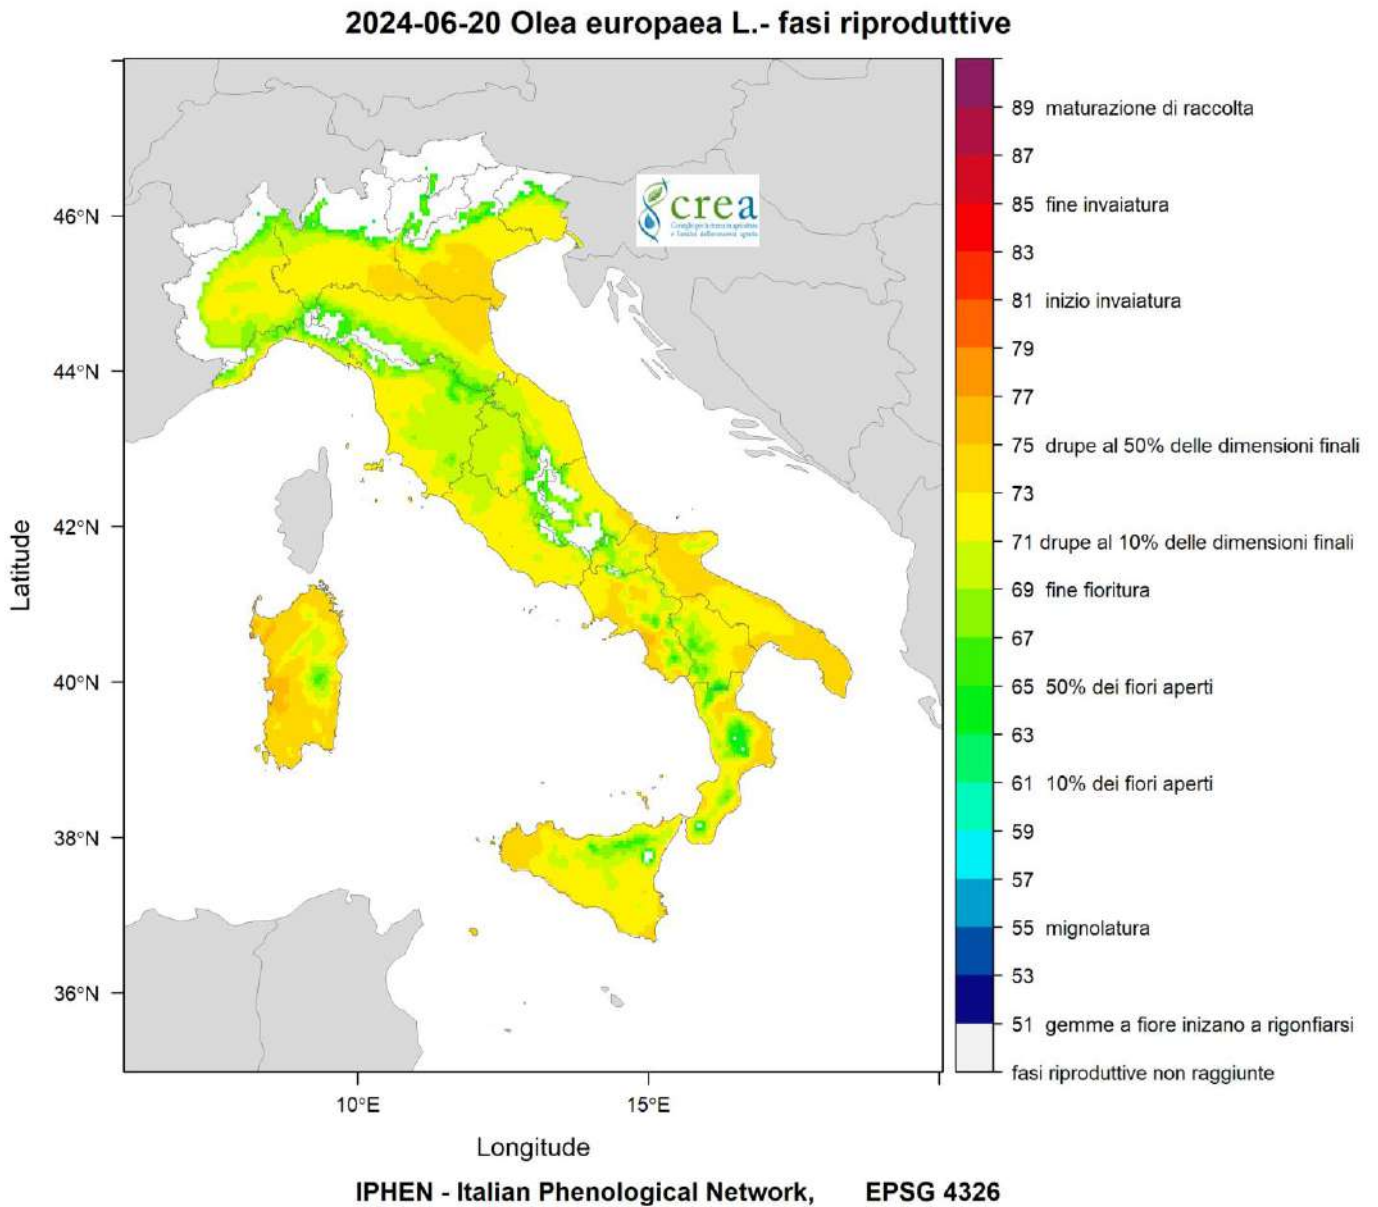 2024-06-20 Olea europaea L.- fasi riproduttive
crea
89 maturazione di raccolta
87
85 fine invaiatura
83
81 inizio invaiatura
79
77
75 drupe al 50% delle dimensioni finali
73
71 drupe al 10% delle dimensioni finali
69 fine fioritura
67
65 50% dei fiori aperti
63
61 10% dei fiori aperti
59
57
55 mignolatura
53
51 gemme a fiore inizano a rigonfiarsi
fasi riproduttive non raggiunte
46°N
44°N
42°N
40°N
38°N
36°N
Latitude
10°E 15°E
Longitude
IPHEN - Italian Phenological Network, EPSG 4326